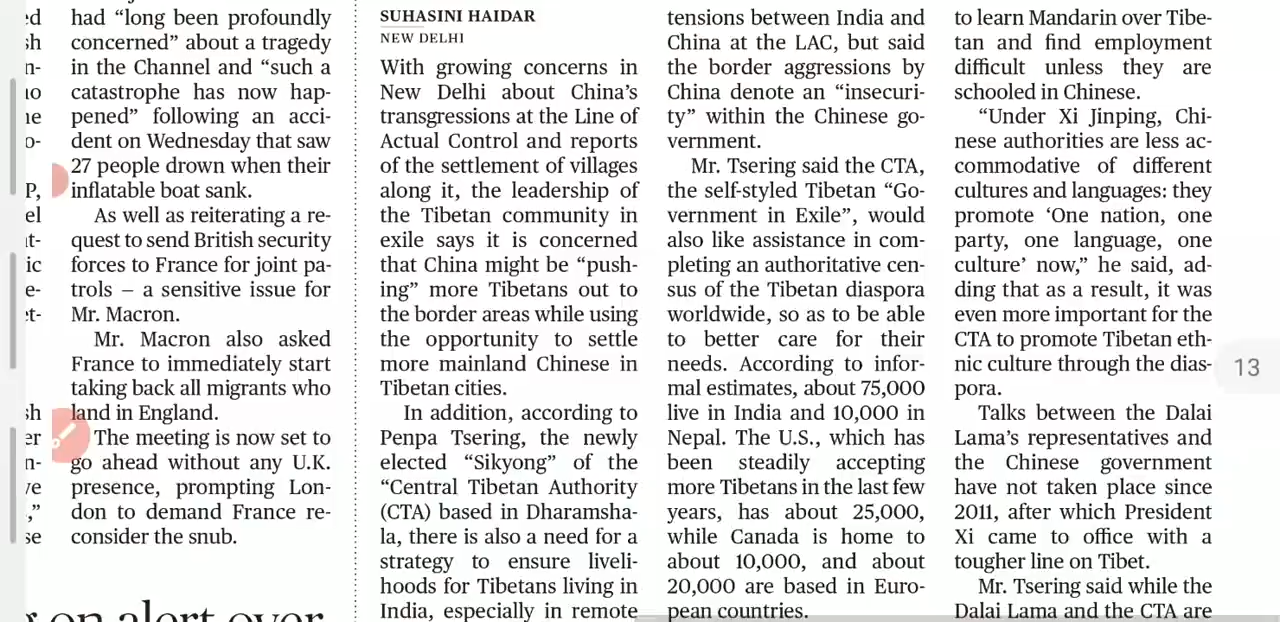 ed
sh
n-
no
ne
o-
P,
el
nt-
ic
e-
et-
sh
er
n-
ve
,”
se
had “long been profoundly
concerned” about a tragedy
in the Channel and “such a
catastrophe has now hap-
pened” following an acci-
dent on Wednesday that saw
27 people drown when their
inflatable boat sank.
As well as reiterating a re-
quest to send British security
forces to France for joint pa-
trols – a sensitive issue for
Mr. Macron.
Mr. Macron also asked
France to immediately start
taking back all migrants who
land in England.
The meeting is now set to
go ahead without any U.K.
presence, prompting Lon-
don to demand France re-
consider the snub.
g on alert over
SUHASINI HAIDAR
NEW DELHI
With growing concerns in
New Delhi about China’s
transgressions at the Line of
Actual Control and reports
of the settlement of villages
along it, the leadership of
the Tibetan community in
exile says it is concerned
that China might be “push-
ing” more Tibetans out to
the border areas while using
the opportunity to settle
more mainland Chinese in
Tibetan cities.
In addition, according to
Penpa Tsering, the newly
elected “Sikyong” of the
“Central Tibetan Authority
(CTA) based in Dharamsha-
la, there is also a need for a
strategy to ensure liveli-
hoods for Tibetans living in
India, especially in remote
tensions between India and
China at the LAC, but said
the border aggressions by
China denote an “insecuri-
ty” within the Chinese go-
vernment.
Mr. Tsering said the CTA,
the self-styled Tibetan “Go-
vernment in Exile”, would
also like assistance in com-
pleting an authoritative cen-
sus of the Tibetan diaspora
worldwide, so as to be able
to better care for their
needs. According to infor-
mal estimates, about 75,000
live in India and 10,000 in
Nepal. The U.S., which has
been steadily accepting
more Tibetans in the last few
years, has about 25,000,
while Canada is home to
about 10,000, and about
20,000 are based in Euro-
pean countries.
to learn Mandarin over Tibe-
tan and find employment
difficult unless they are
schooled in Chinese.
“Under Xi Jinping, Chi-
nese authorities are less ac-
commodative of different
cultures and languages: they
promote ‘One nation, one
party, one language, one
culture’ now,” he said, ad-
ding that as a result, it was
even more important for the
CTA to promote Tibetan eth-
nic culture through the dias-
pora.
Talks between the Dalai
Lama’s representatives and
the Chinese government
have not taken place since
2011, after which President
Xi came to office with a
tougher line on Tibet.
Mr. Tsering said while the
Dalai Lama and the CTA are
13